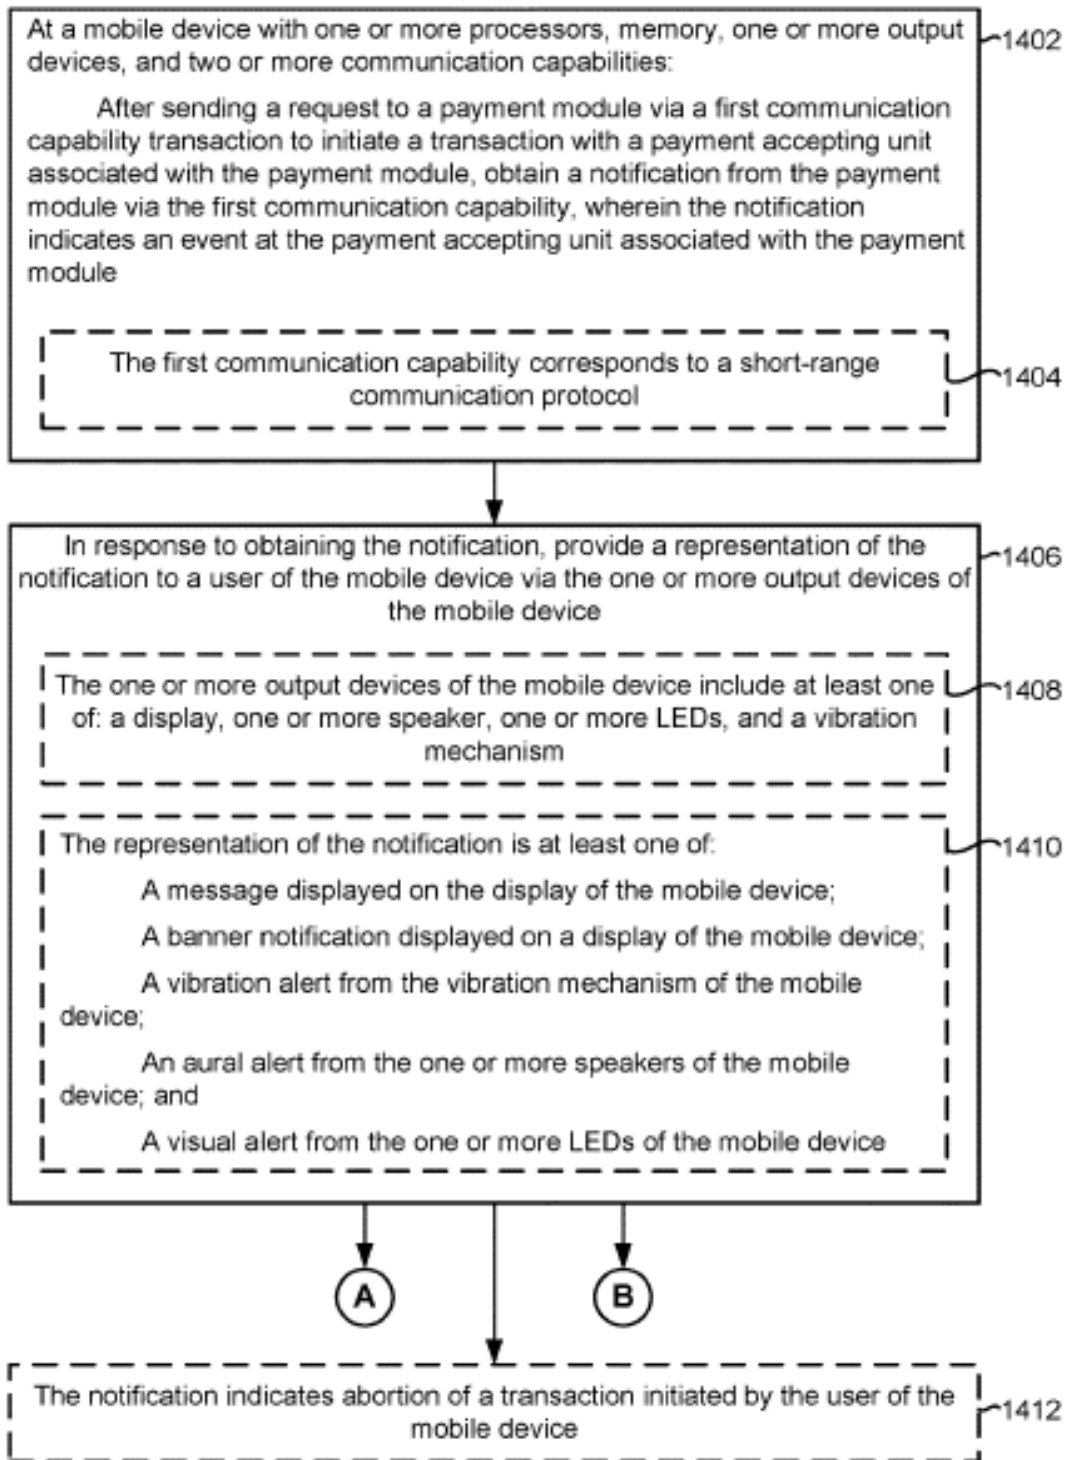 At a mobile device with one or more processors, memory, one or more output
devices, and two or more communication capabilities:
After sending a request to a payment module via a first communication
capability transaction to initiate a transaction with a payment accepting unit
associated with the payment module, obtain a notification from the payment
module via the first communication capability, wherein the notification
indicates an event at the payment accepting unit associated with the payment
module
1402
The first communication capability corresponds to a short-range
communication protocol
1404
In response to obtaining the notification, provide a representation of the
notification to a user of the mobile device via the one or more output devices of
the mobile device
1406
The one or more output devices of the mobile device include at least one
of: a display, one or more speaker, one or more LEDs, and a vibration
mechanism
1408
The representation of the notification is at least one of:
A message displayed on the display of the mobile device;
A banner notification displayed on a display of the mobile device;
A vibration alert from the vibration mechanism of the mobile
device;
An aural alert from the one or more speakers of the mobile
device; and
A visual alert from the one or more LEDs of the mobile device
1410
A
B
The notification indicates abortion of a transaction initiated by the user of the
mobile device
1412